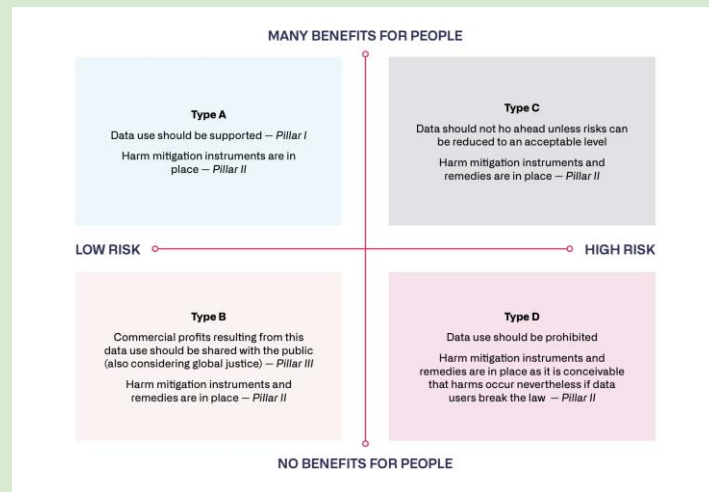 MANY BENEFITS FOR PEOPLE
Type A
Data use should be supported — Pillar I
Harm mitigation instruments are in
place — Pillar II
Type C
Data should not ho ahead unless risks can
be reduced to an acceptable level
Harm mitigation instruments and
remedies are in place — Pillar II
LOW RISK
HIGH RISK
Type B
Commercial profits resulting from this
data use should be shared with the public
(also considering global justice) — Pillar III
Harm mitigation instruments and
remedies are in place — Pillar II
Type D
Data use should be prohibited
Harm mitigation instruments and
remedies are in place as it is conceivable
that harms occur nevertheless if data
users break the law — Pillar II
NO BENEFITS FOR PEOPLE